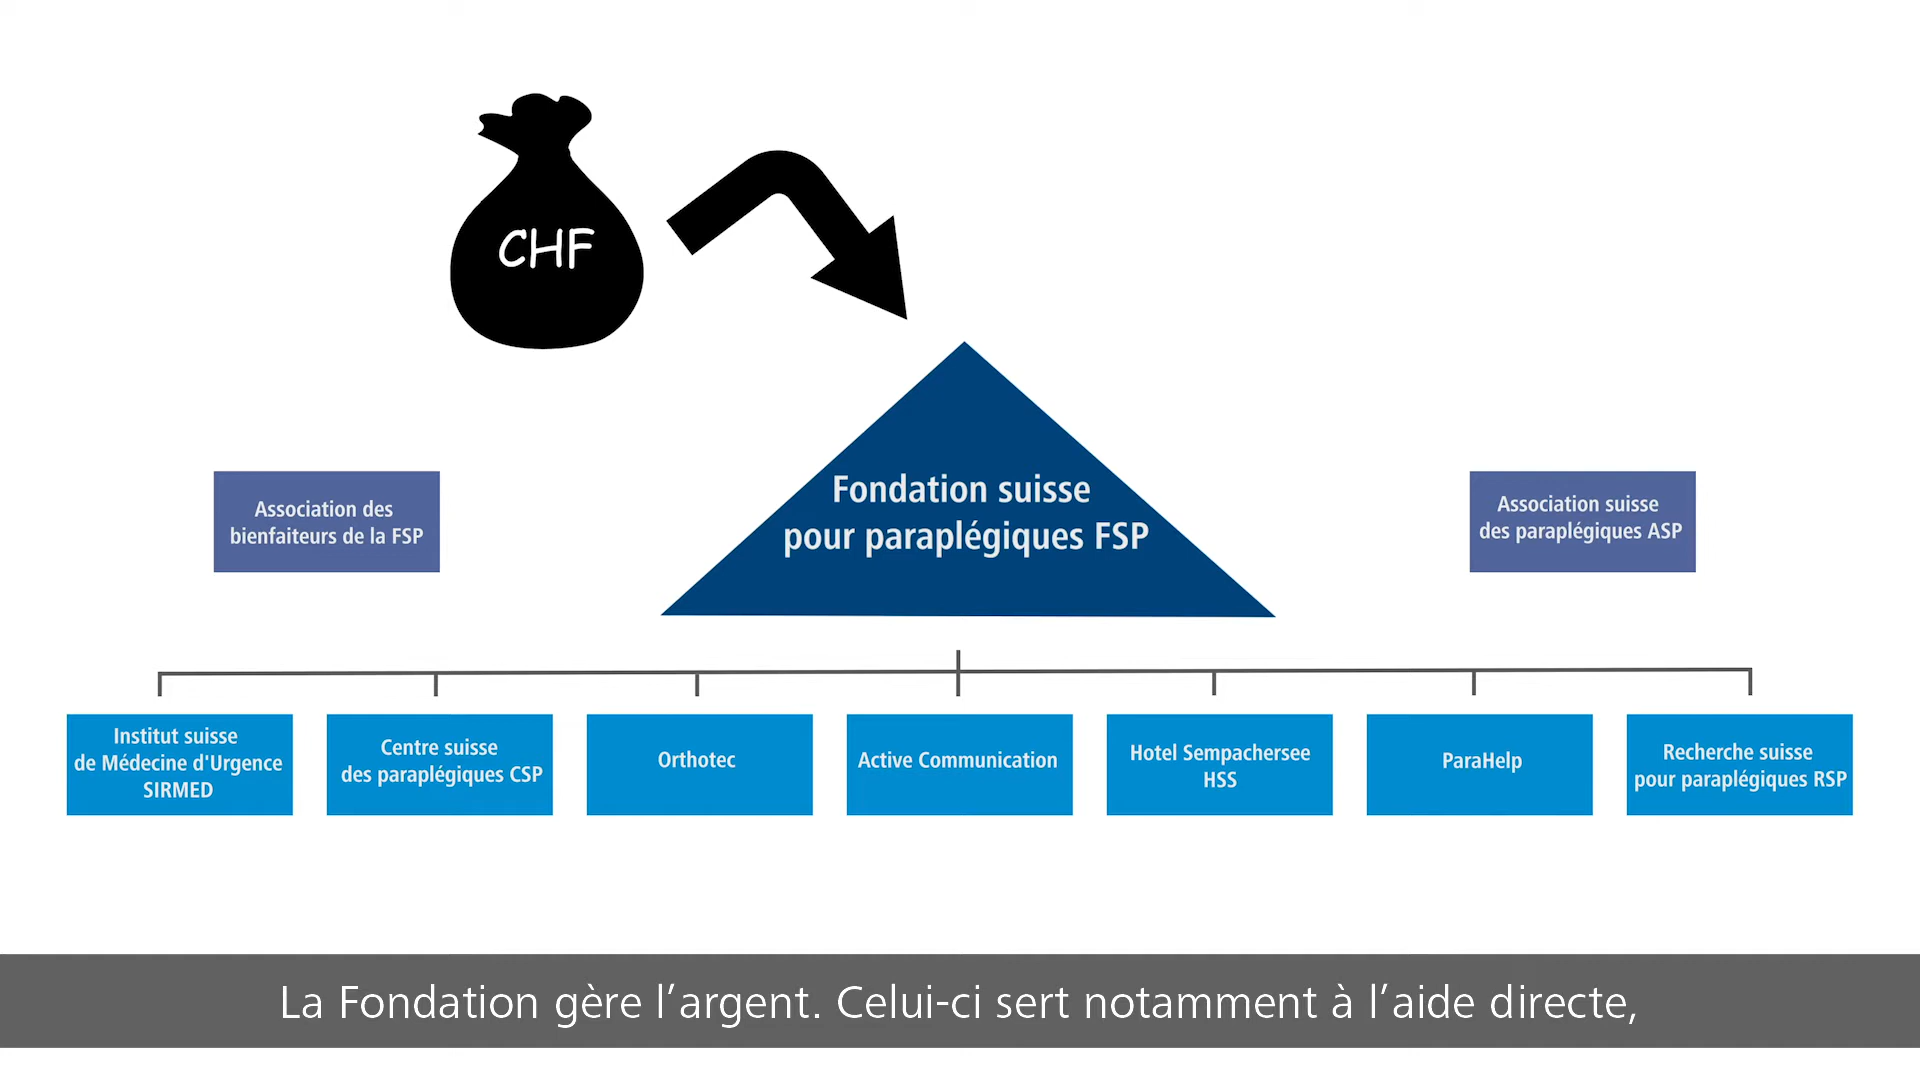 CHF
Fondation suisse
pour paraplégiques FSP
Association des
bienfaiteurs de la FSP
Association suisse
des paraplégiques ASP
Institut suisse
de Médecine d'Urgence
SIRMED
Centre suisse
des paraplégiques CSP
Orthotec
Active Communication
Hotel Sempachersee
HSS
ParaHelp
Recherche suisse
pour paraplégiques RSP
La Fondation gère l’argent. Celui-ci sert notamment à l’aide directe,